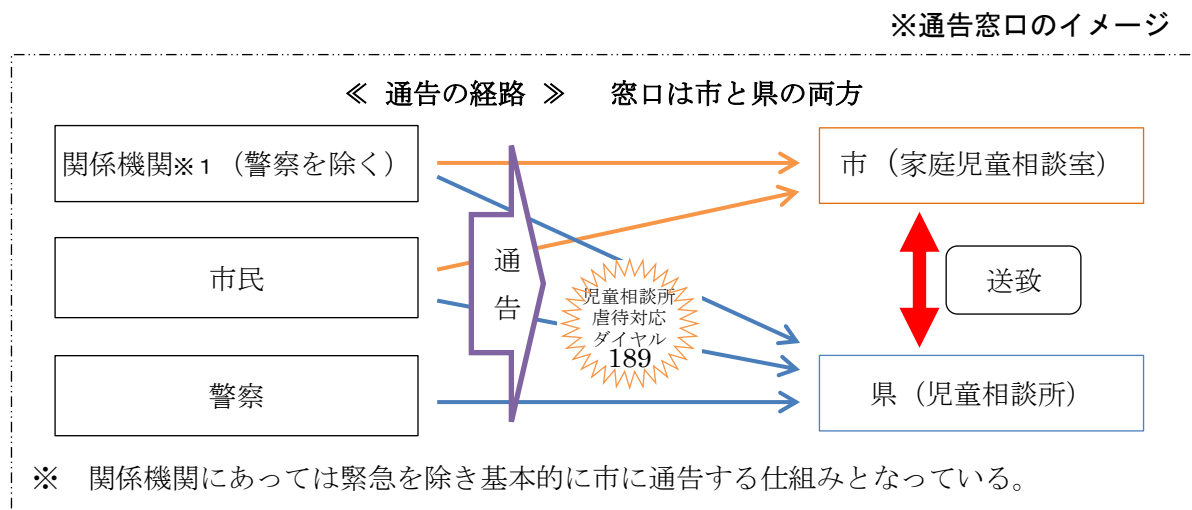 ※通告窓口のイメージ
≪ 通告の経路 ≫ 窓口は市と県の両方
関係機関※1（警察を除く）
市民
警察
通
告
児童相談所
虐待対応
ダイヤル
189
市（家庭児童相談室）
送致
県（児童相談所）
※ 関係機関にあっては緊急を除き基本的に市に通告する仕組みとなっている。